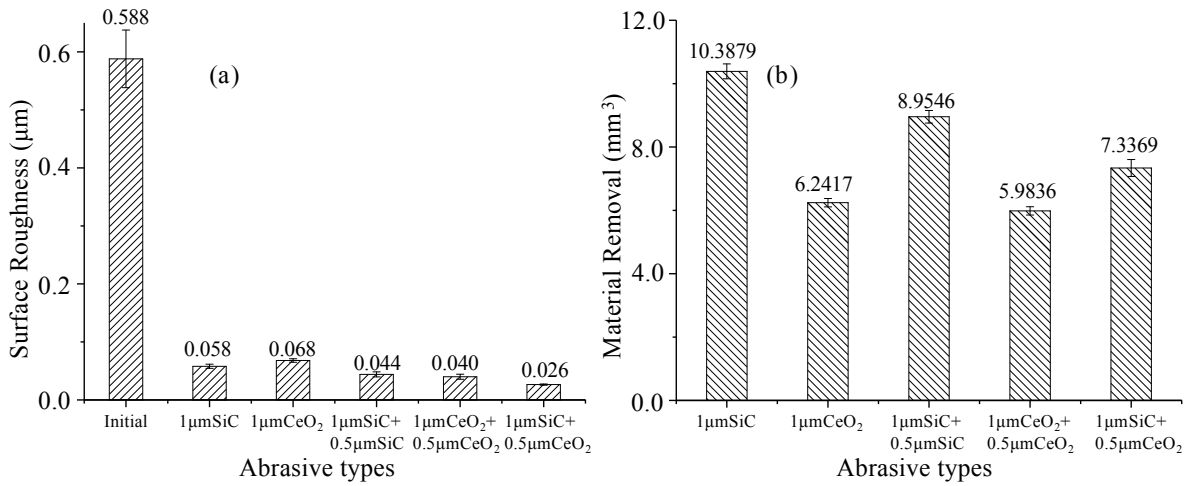 0.588
0.6
(a)
0.4
0.2
0.058
0.068
0.044
0.040
0.026
0.0
Initial
1μmSiC
1μmCeO₂
1μmSiC+
0.5μmSiC
1μmCeO₂+
0.5μmCeO₂
1μmSiC+
0.5μmCeO₂
Surface Roughness (μm)
Abrasive types
12.0
10.3879
(b)
8.9546
8.0
7.3369
6.2417
5.9836
4.0
0.0
1μmSiC
1μmCeO₂
1μmSiC+
0.5μmSiC
1μmCeO₂+
0.5μmCeO₂
1μmSiC+
0.5μmCeO₂
Material Removal (mm³)
Abrasive types